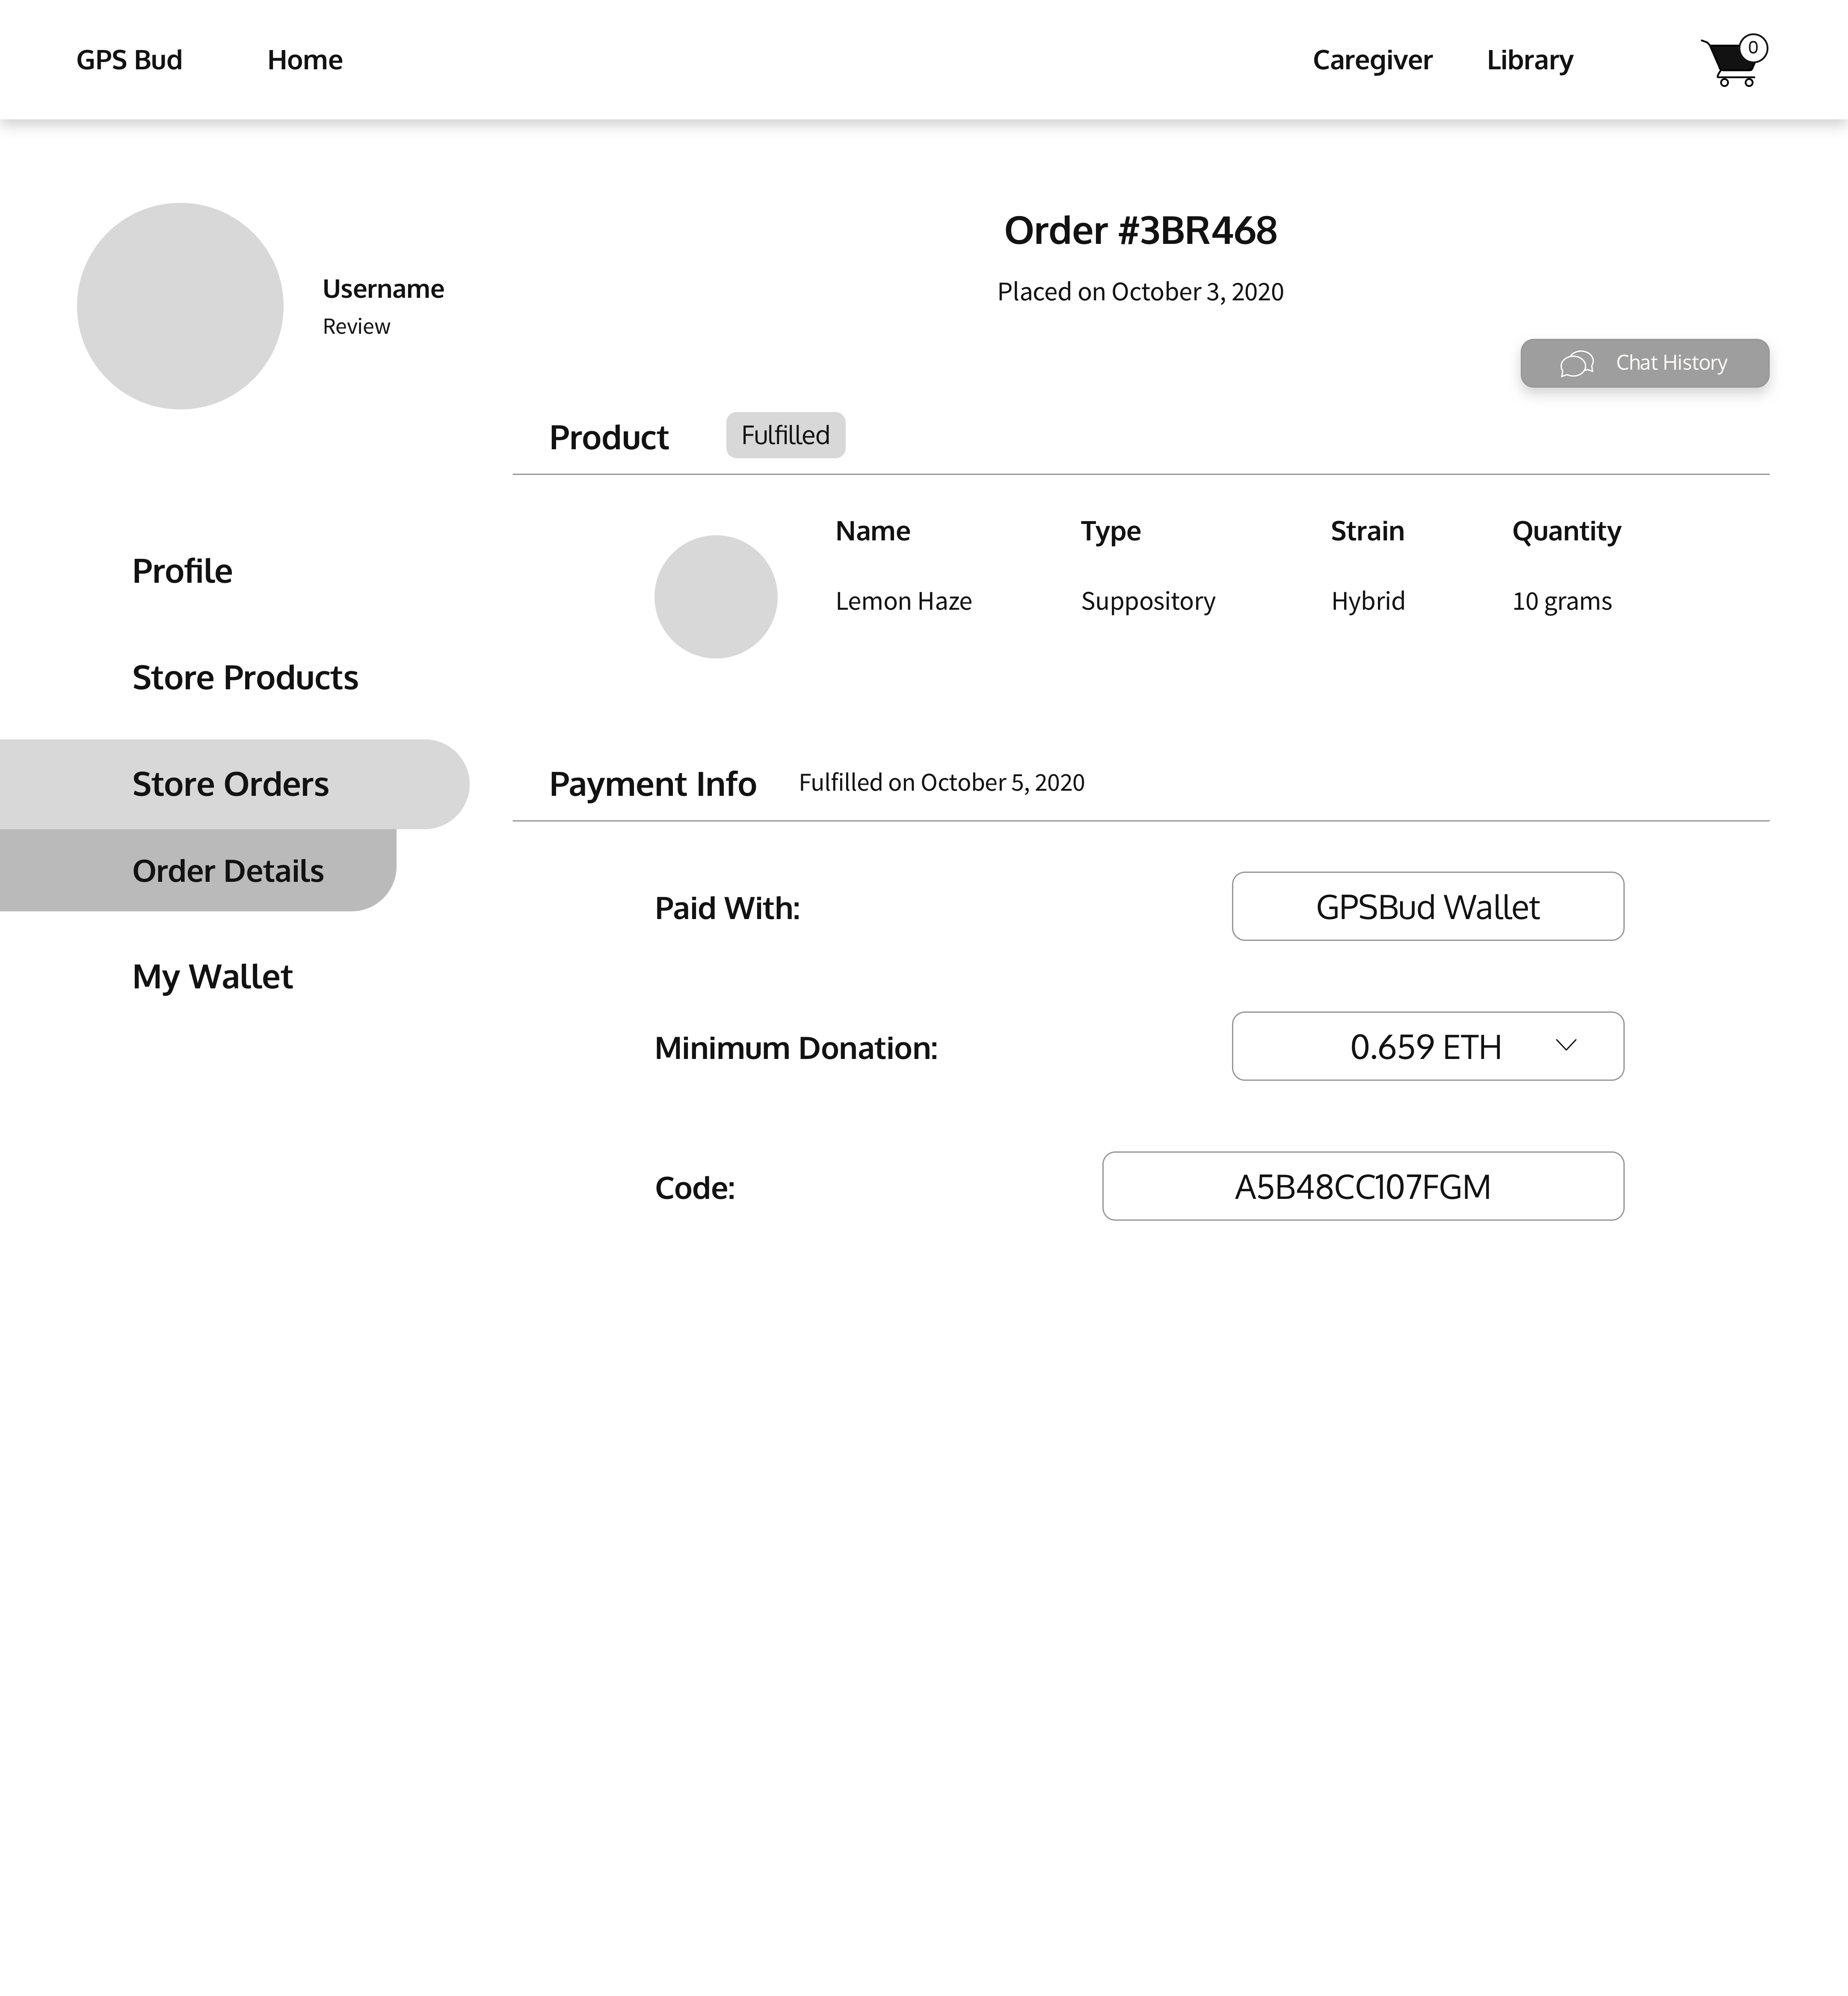 GPS Bud Home Caregiver Library 0
Order #3BR468
Placed on October 3, 2020
Username
Review
Chat History
Product Fulfilled
Name Type Strain Quantity
Lemon Haze Suppository Hybrid 10 grams
Profile
Store Products
Store Orders
Order Details
My Wallet
Payment Info Fulfilled on October 5, 2020
Paid With: GPSBud Wallet
Minimum Donation: 0.659 ETH
Code: A5B48CC107FGM